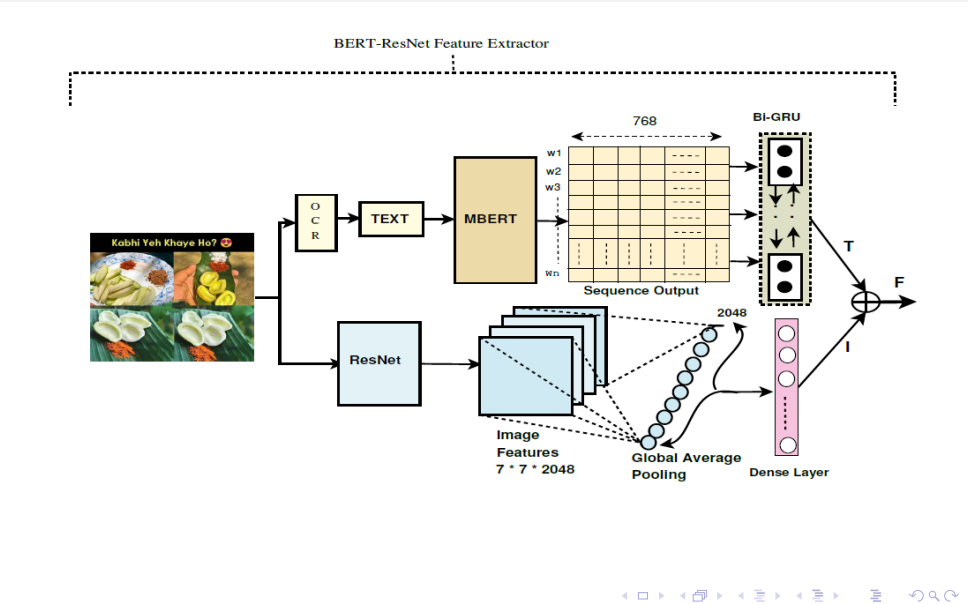 BERT-ResNet Feature Extractor
768
Bi-GRU
w1
w2
w3
Wn
O
C
R
TEXT
MBERT
Kabhi Yeh Khaye Ho? 😍
Sequence Output
T
F
I
2048
ResNet
Image
Features
7 * 7 * 2048
Global Average
Pooling
Dense Layer